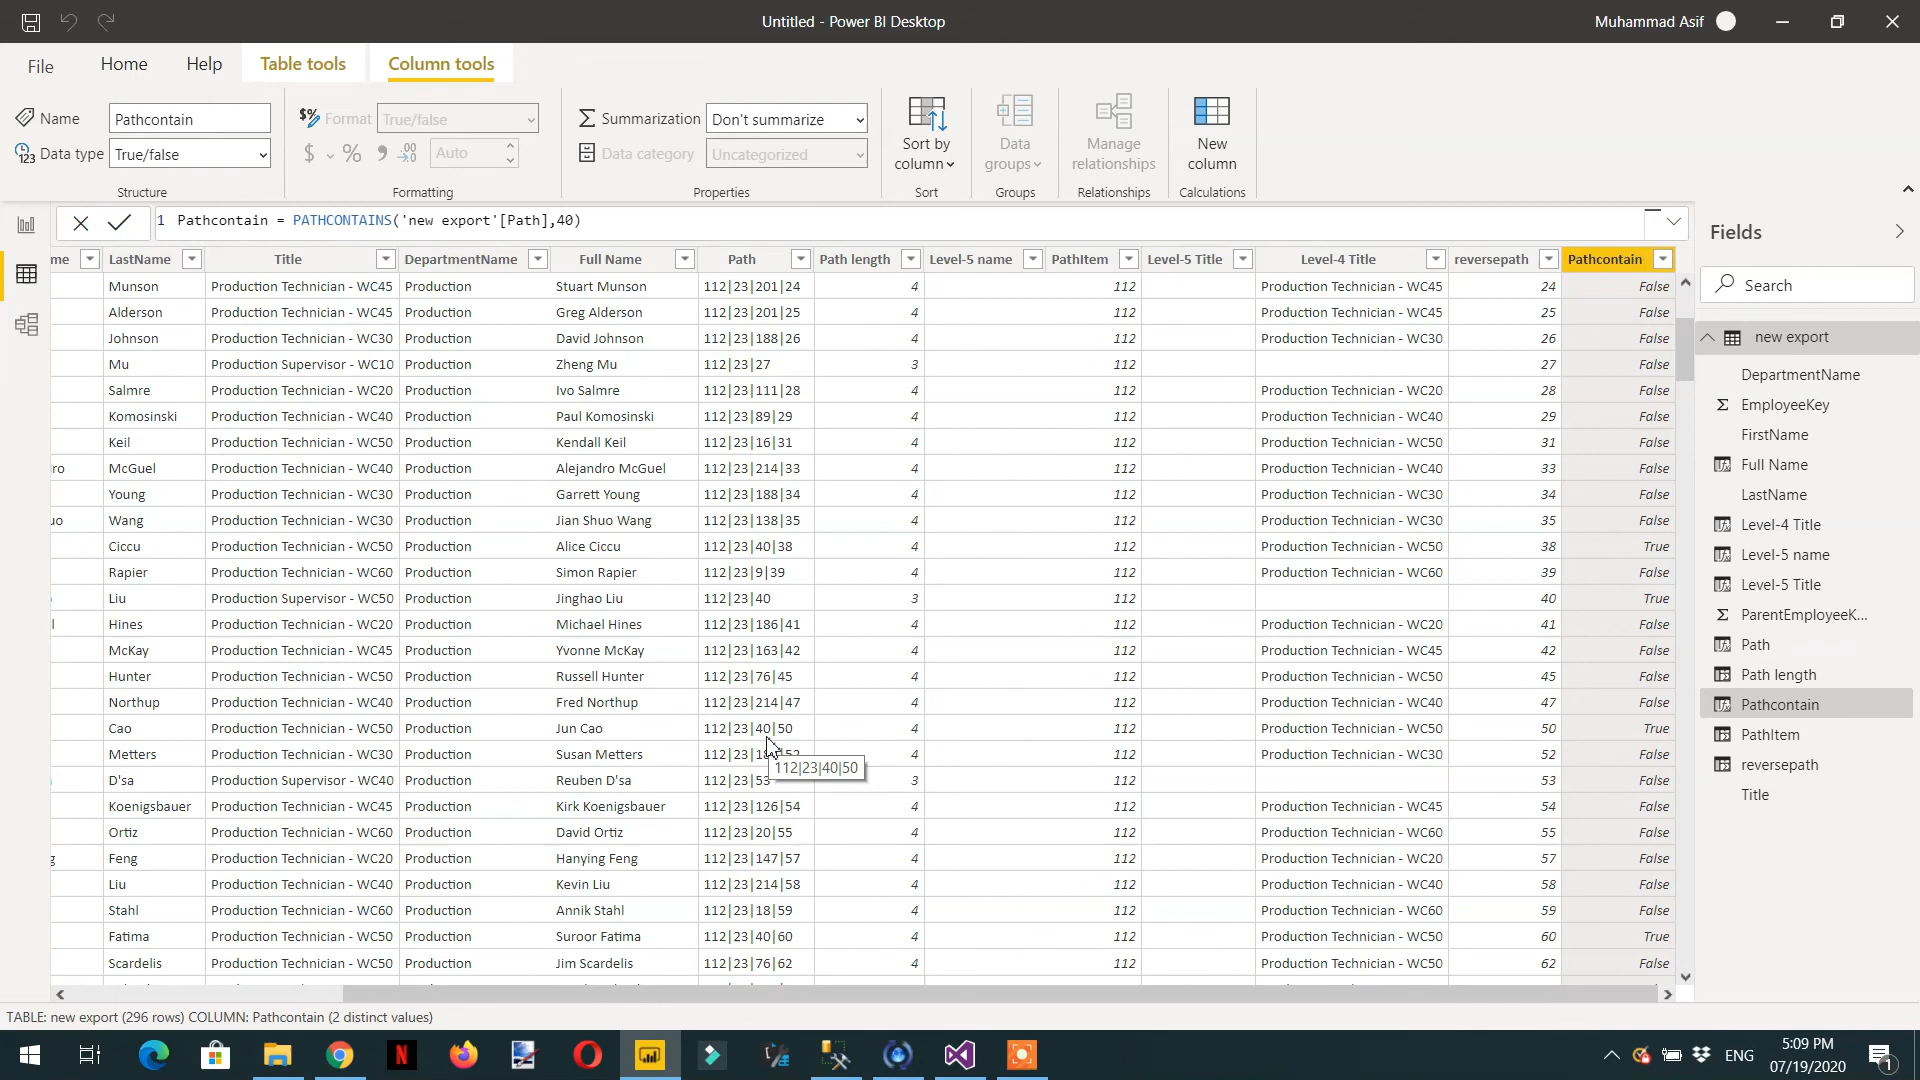 Untitled - Power BI Desktop
Muhammad Asif
File
Home
Help
Table tools
Column tools
Name
Pathcontain
Data type
True/false
Structure
Format
True/false
$
%
Auto
Formatting
Summarization
Don't summarize
Data category
Uncategorized
Properties
Sort by
column
Sort
Data
groups
Groups
Manage
relationships
Relationships
New
column
Calculations
1 Pathcontain = PATHCONTAINS('new export'[Path],40)
me LastName Title DepartmentName Full Name Path Path length Level-5 name PathItem Level-5 Title Level-4 Title reversepath Pathcontain
Munson Production Technician - WC45 Production Stuart Munson 112|23|201|24 4 112 Production Technician - WC45 24 False
Alderson Production Technician - WC45 Production Greg Alderson 112|23|201|25 4 112 Production Technician - WC45 25 False
Johnson Production Technician - WC30 Production David Johnson 112|23|188|26 4 112 Production Technician - WC30 26 False
Mu Production Supervisor - WC10 Production Zheng Mu 112|23|27 3 112 27 False
Salmre Production Technician - WC20 Production Ivo Salmre 112|23|111|28 4 112 Production Technician - WC20 28 False
Komosinski Production Technician - WC40 Production Paul Komosinski 112|23|89|29 4 112 Production Technician - WC40 29 False
Keil Production Technician - WC50 Production Kendall Keil 112|23|16|31 4 112 Production Technician - WC50 31 False
ro McGuel Production Technician - WC40 Production Alejandro McGuel 112|23|214|33 4 112 Production Technician - WC40 33 False
Young Production Technician - WC30 Production Garrett Young 112|23|188|34 4 112 Production Technician - WC30 34 False
uo Wang Production Technician - WC30 Production Jian Shuo Wang 112|23|138|35 4 112 Production Technician - WC30 35 False
Ciccu Production Technician - WC50 Production Alice Ciccu 112|23|40|38 4 112 Production Technician - WC50 38 True
Rapier Production Technician - WC60 Production Simon Rapier 112|23|9|39 4 112 Production Technician - WC60 39 False
Liu Production Supervisor - WC50 Production Jinghao Liu 112|23|40 3 112 40 True
l Hines Production Technician - WC20 Production Michael Hines 112|23|186|41 4 112 Production Technician - WC20 41 False
McKay Production Technician - WC45 Production Yvonne McKay 112|23|163|42 4 112 Production Technician - WC45 42 False
Hunter Production Technician - WC50 Production Russell Hunter 112|23|76|45 4 112 Production Technician - WC50 45 False
Northup Production Technician - WC40 Production Fred Northup 112|23|214|47 4 112 Production Technician - WC40 47 False
Cao Production Technician - WC50 Production Jun Cao 112|23|40|50 4 112 Production Technician - WC50 50 True
Metters Production Technician - WC30 Production Susan Metters 4 112 Production Technician - WC30 52 False
112|23|40|50
D'sa Production Supervisor - WC40 Production Reuben D'sa 112|23|53 3 112 53 False
Koenigsbauer Production Technician - WC45 Production Kirk Koenigsbauer 112|23|126|54 4 112 Production Technician - WC45 54 False
Ortiz Production Technician - WC60 Production David Ortiz 112|23|20|55 4 112 Production Technician - WC60 55 False
g Feng Production Technician - WC20 Production Hanying Feng 112|23|147|57 4 112 Production Technician - WC20 57 False
Liu Production Technician - WC40 Production Kevin Liu 112|23|214|58 4 112 Production Technician - WC40 58 False
Stahl Production Technician - WC60 Production Annik Stahl 112|23|18|59 4 112 Production Technician - WC60 59 False
Fatima Production Technician - WC50 Production Suroor Fatima 112|23|40|60 4 112 Production Technician - WC50 60 True
Scardelis Production Technician - WC50 Production Jim Scardelis 112|23|76|62 4 112 Production Technician - WC50 62 False
Fields
Search
new export
DepartmentName
EmployeeKey
FirstName
Full Name
LastName
Level-4 Title
Level-5 name
Level-5 Title
ParentEmployeeK...
Path
Path length
Pathcontain
PathItem
reversepath
Title
TABLE: new export (296 rows) COLUMN: Pathcontain (2 distinct values)
ENG
5:09 PM
07/19/2020
1